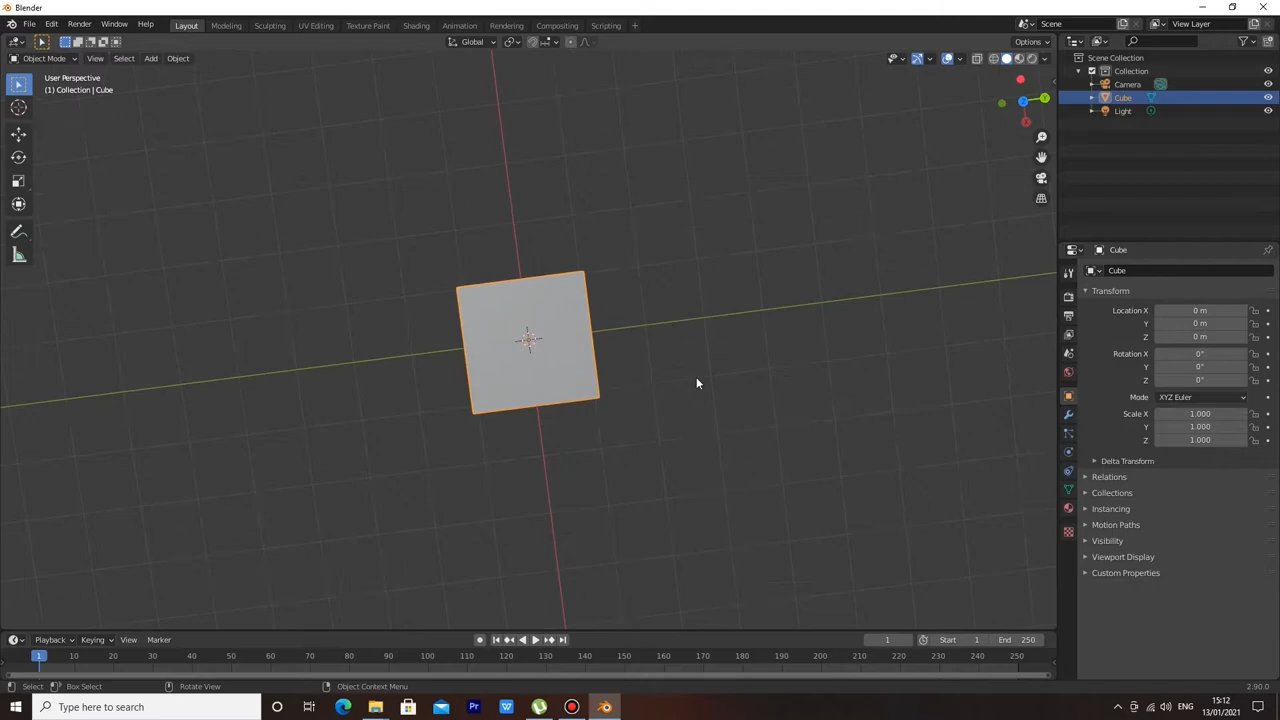 Blender
File Edit Render Window Help Layout Modeling Sculpting UV Editing Texture Paint Shading Animation Rendering Compositing Scripting + Scene View Layer
Global Options
Object Mode View Select Add Object
User Perspective
(1) Collection | Cube
Scene Collection
Collection
Camera
Cube
Light
X
Y
Z
Cube
Cube
Transform
Location X 0 m
Y 0 m
Z 0 m
Rotation X 0°
Y 0°
Z 0°
Mode XYZ Euler
Scale X 1.000
Y 1.000
Z 1.000
Delta Transform
Relations
Collections
Instancing
Motion Paths
Visibility
Viewport Display
Custom Properties
Playback Keying View Marker 1 Start 1 End 250
1 10 20 30 40 50 60 70 80 90 100 110 120 130 140 150 160 170 180 190 200 210 220 230 240 250
Select Box Select Rotate View Object Context Menu 2.90.0
Type here to search Pr W ENG 15:12
13/01/2021